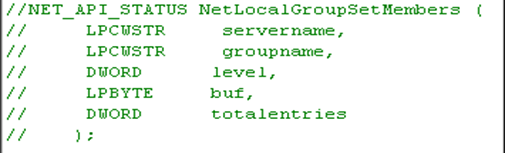 //NET_API_STATUS NetLocalGroupSetMembers (
//      LPCWSTR      servername,
//      LPCWSTR      groupname,
//      DWORD       level,
//      LPBYTE      buf,
//      DWORD       totalentries
//     );